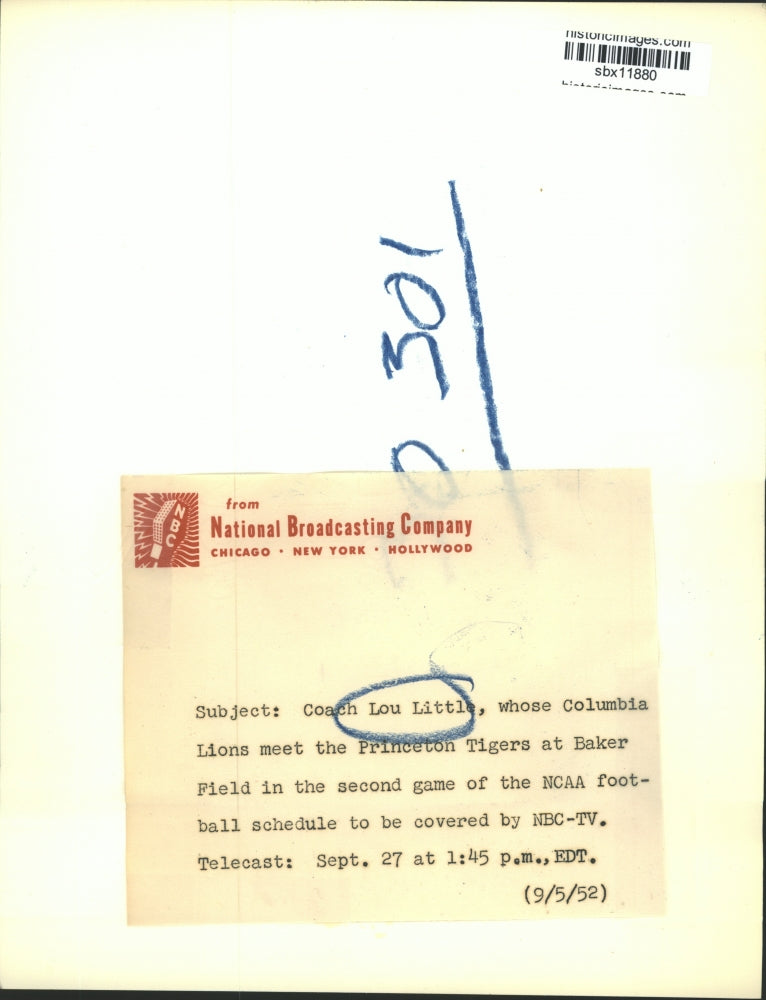 historicimages.com
sbx11880
0 301
NBC
from
National Broadcasting Company
CHICAGO · NEW YORK · HOLLYWOOD
Subject: Coach Lou Little, whose Columbia
Lions meet the Princeton Tigers at Baker
Field in the second game of the NCAA foot-
ball schedule to be covered by NBC-TV.
Telecast: Sept. 27 at 1:45 p.m., EDT.
(9/5/52)